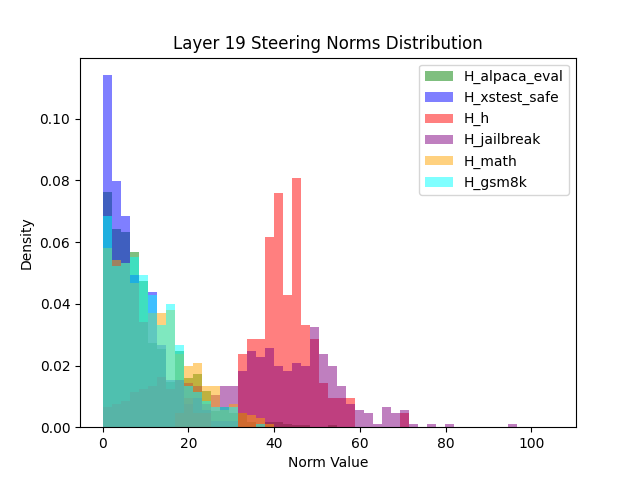 Layer 19 Steering Norms Distribution
H_alpaca_eval
H_xstest_safe
H_h
H_jailbreak
H_math
H_gsm8k
Density
0.10
0.08
0.06
0.04
0.02
0.00
0
20
40
60
80
100
Norm Value